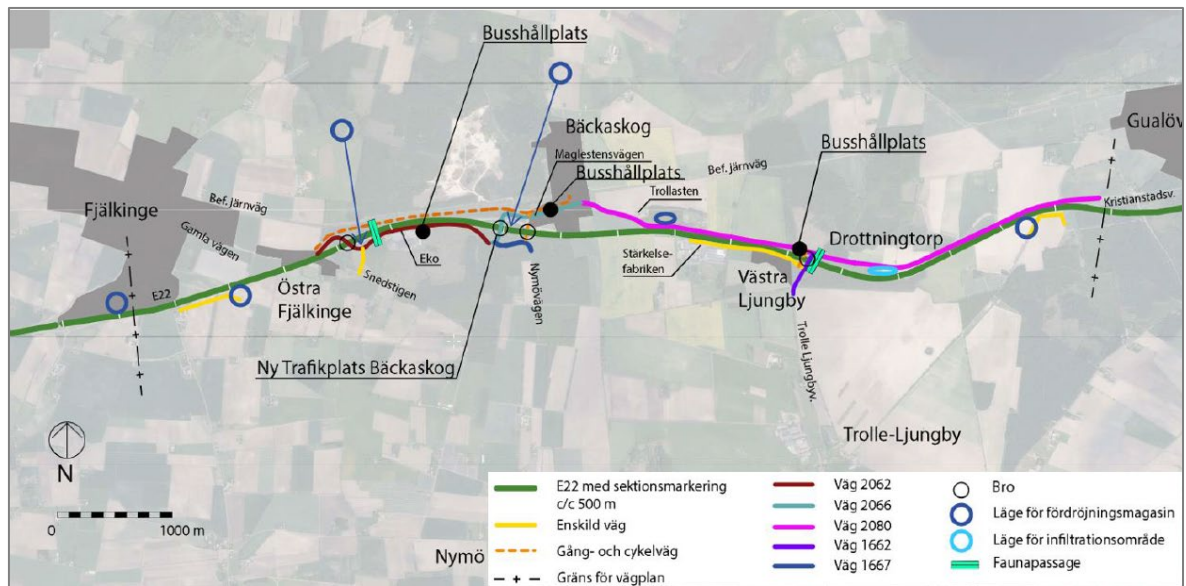 Busshållplats
Bäckaskog
Maglestensvägen
Busshållplats
Bef. järnväg
Trollasten
Busshållplats
Gualöv
Kristianstadsv.
Fjälkinge
Bef. järnväg
Gamla vägen
E22
Östra
Fjälkinge
Snedstigen
Eko
Nymövägen
Stärkelse-
fabriken
Västra
Ljungby
Drottningtorp
Trolle Ljungbyv.
Ny Trafikplats Bäckaskog
Trolle-Ljungby
Nymö
N
0 1000 m
E22 med sektionsmarkering
c/c 500 m
Enskild väg
Gång- och cykelväg
Gräns för vägplan
Väg 2062
Väg 2066
Väg 2080
Väg 1662
Väg 1667
Bro
Läge för fördröjningsmagasin
Läge för infiltrationsområde
Faunapassage